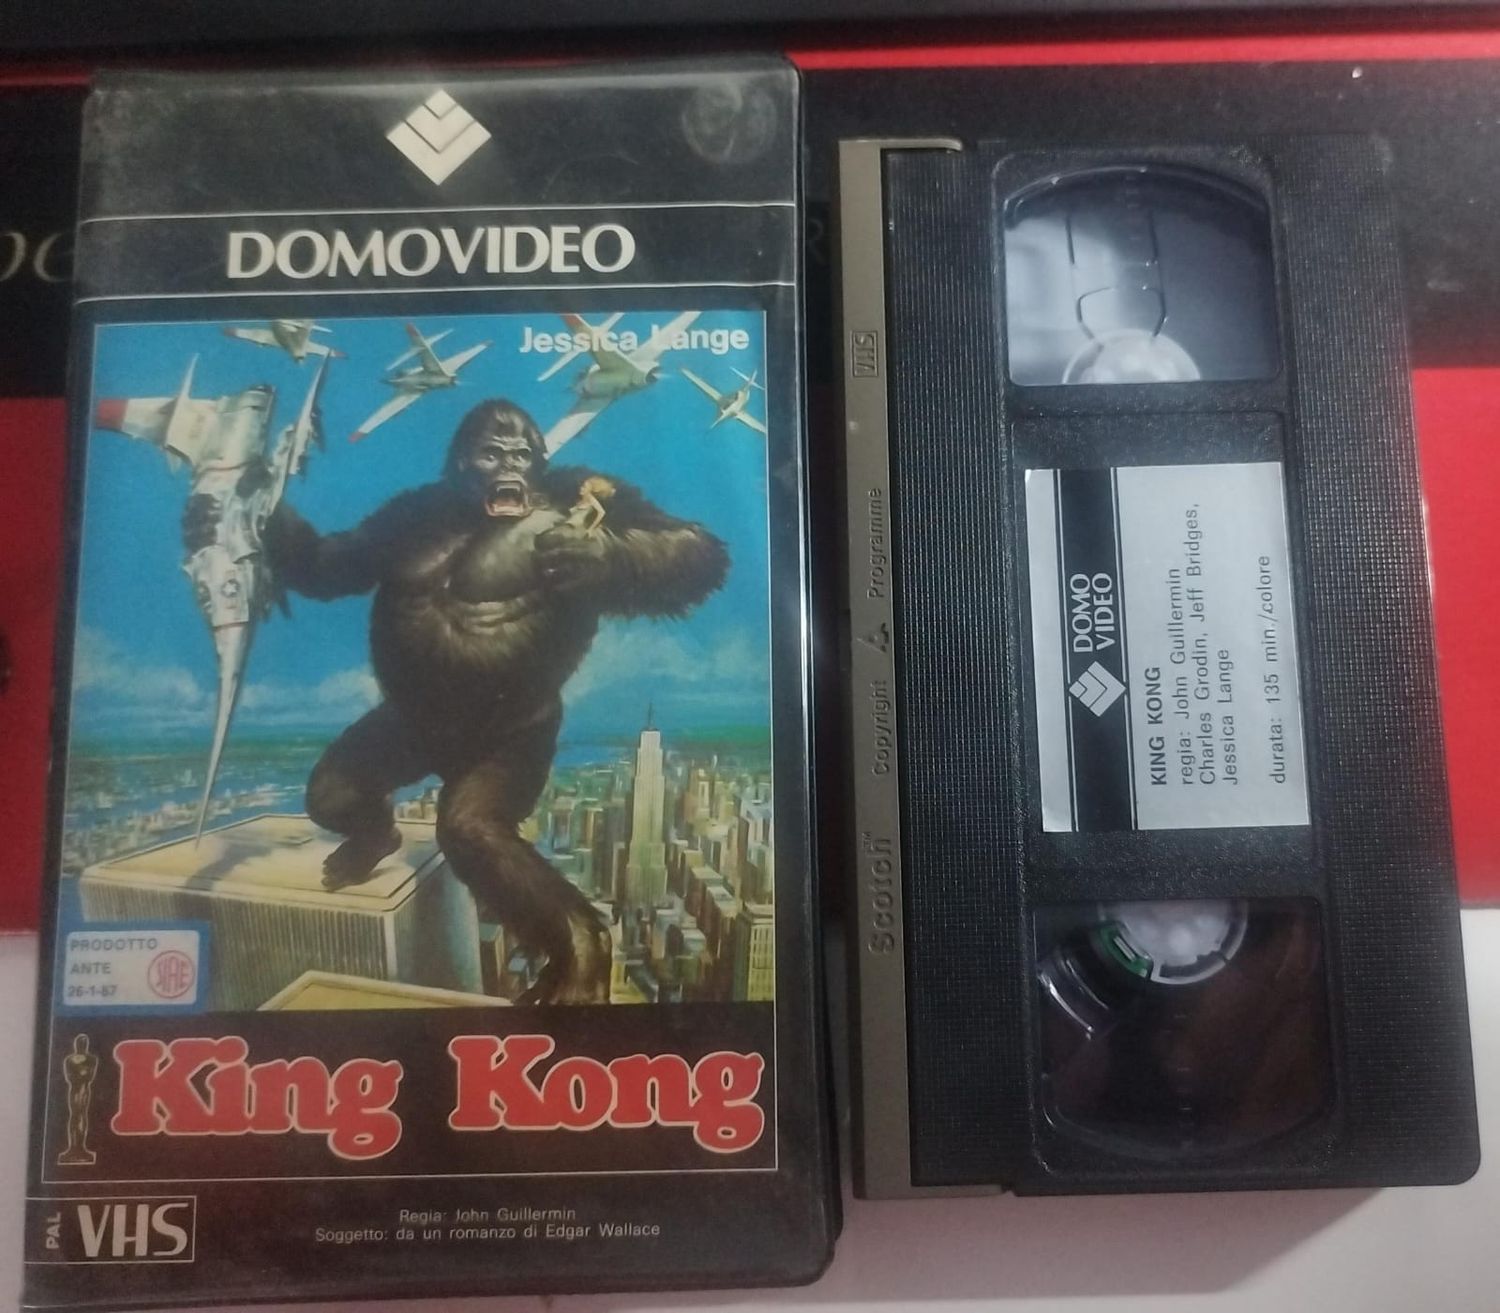 DOMOVIDEO
Jessica Lange
PRODOTTO
ANTE
26-1-87
SIAE
King Kong
PAL
VHS
Regia: John Guillermin
Soggetto: da un romanzo di Edgar Wallace
VHS
Scotch™ Copyright Programme
DOMO
VIDEO
KING KONG
regia: John Guillermin
Charles Grodin, Jeff Bridges,
Jessica Lange
durata: 135 min./colore